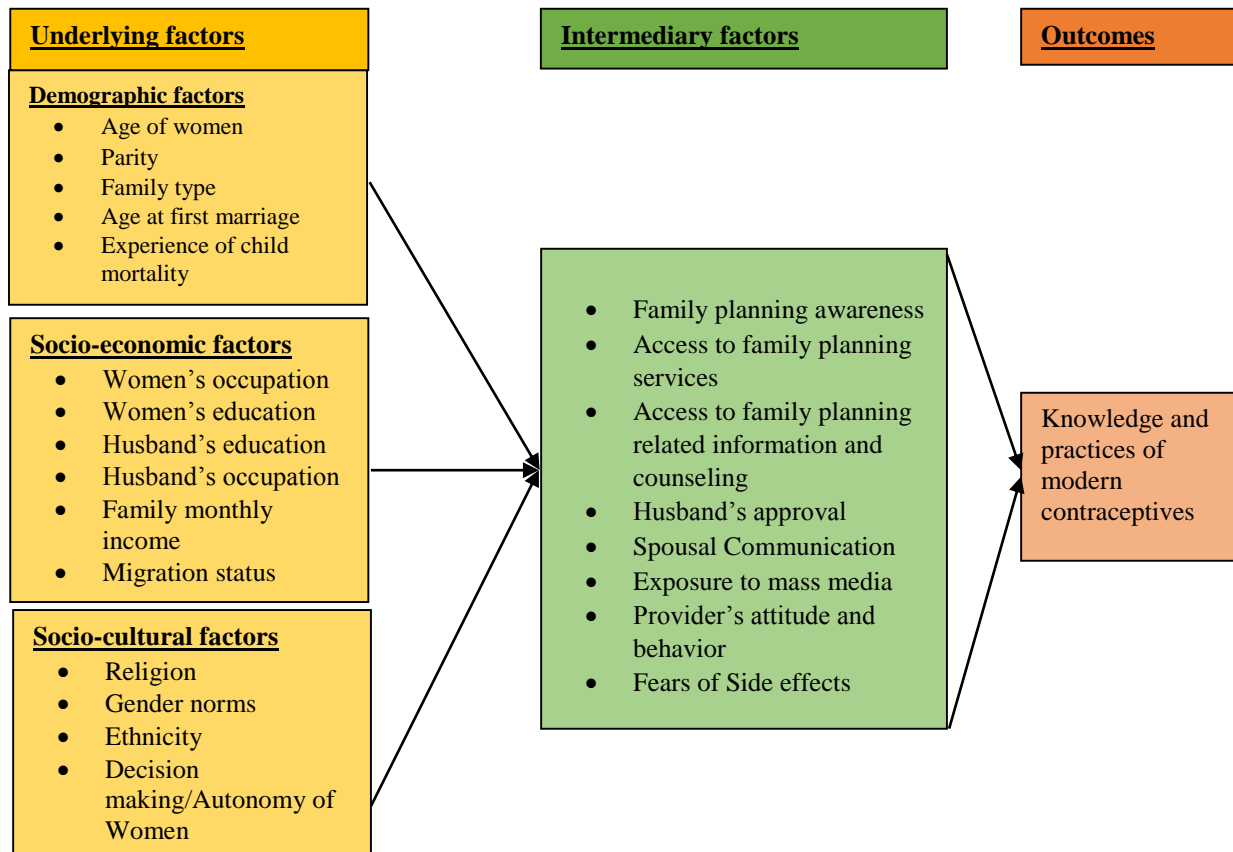 Underlying factors
Demographic factors
• Age of women
• Parity
• Family type
• Age at first marriage
• Experience of child
mortality
Socio-economic factors
• Women’s occupation
• Women’s education
• Husband’s education
• Husband’s occupation
• Family monthly
income
• Migration status
Socio-cultural factors
• Religion
• Gender norms
• Ethnicity
• Decision
making/Autonomy of
Women
Intermediary factors
• Family planning awareness
• Access to family planning
services
• Access to family planning
related information and
counseling
• Husband’s approval
• Spousal Communication
• Exposure to mass media
• Provider’s attitude and
behavior
• Fears of Side effects
Outcomes
Knowledge and
practices of
modern
contraceptives